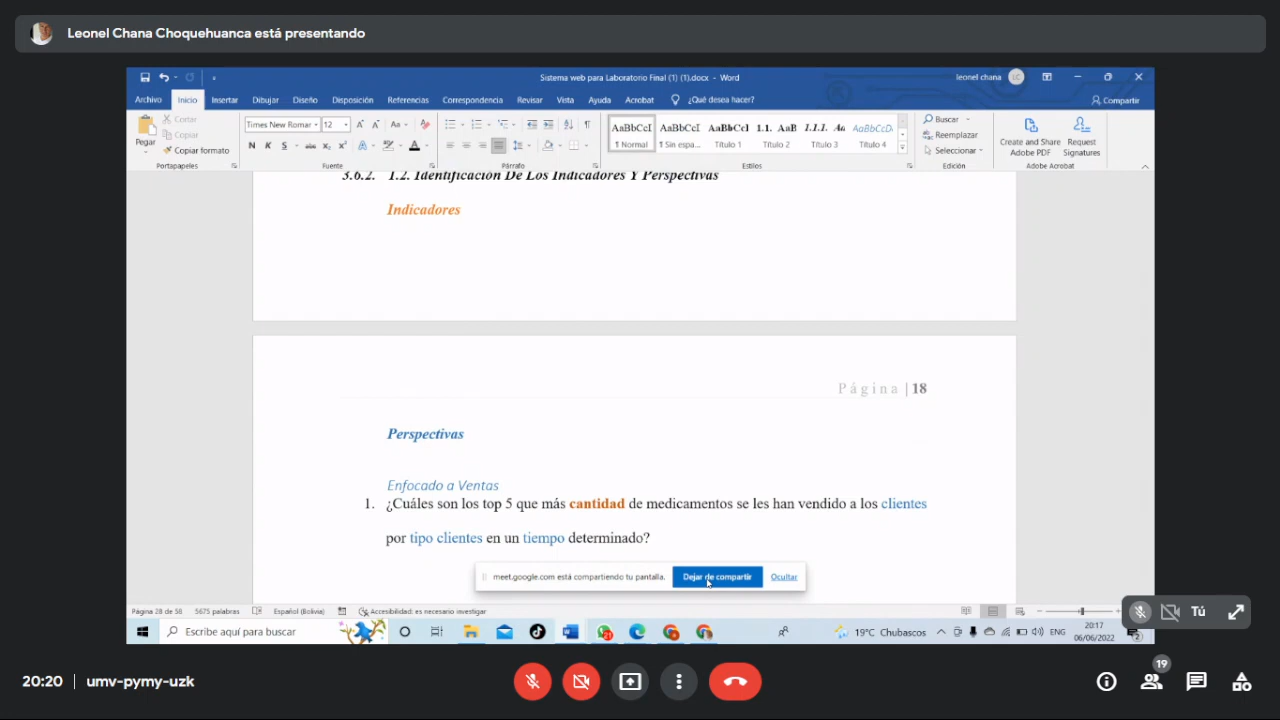 Leonel Chana Choquehuanca está presentando
Sistema web para Laboratorio Final (1) (1).docx - Word
leonel chana
LC
Archivo Inicio Insertar Dibujar Diseño Disposición Referencias Correspondencia Revisar Vista Ayuda Acrobat ¿Qué desea hacer? Compartir
Pegar
Cortar
Copiar
Copiar formato
Portapapeles
Times New Roman 12
N K S abc x₂ x²
Fuente
Párrafo
AaBbCcI AaBbCcI AaBbCcI 1.1. AaB 1.1.1. Aa AaBbCcD
1 Normal 1 Sin espa... Título 1 Título 2 Título 3 Título 4
Estilos
Buscar
Reemplazar
Seleccionar
Edición
Create and Share Adobe PDF
Request Signatures
Adobe Acrobat
3.6.2. 1.2. Identificación De Los Indicadores Y Perspectivas
Indicadores
Página | 18
Perspectivas
Enfocado a Ventas
1. ¿Cuáles son los top 5 que más cantidad de medicamentos se les han vendido a los clientes
por tipo clientes en un tiempo determinado?
meet.google.com está compartiendo tu pantalla. Dejar de compartir Ocultar
Página 28 de 58 5675 palabras Español (Bolivia) Accesibilidad: es necesario investigar
Tú
Escribe aquí para buscar
21
19°C Chubascos
ENG
20:17
06/06/2022
2
20:20 | umv-pymy-uzk
19